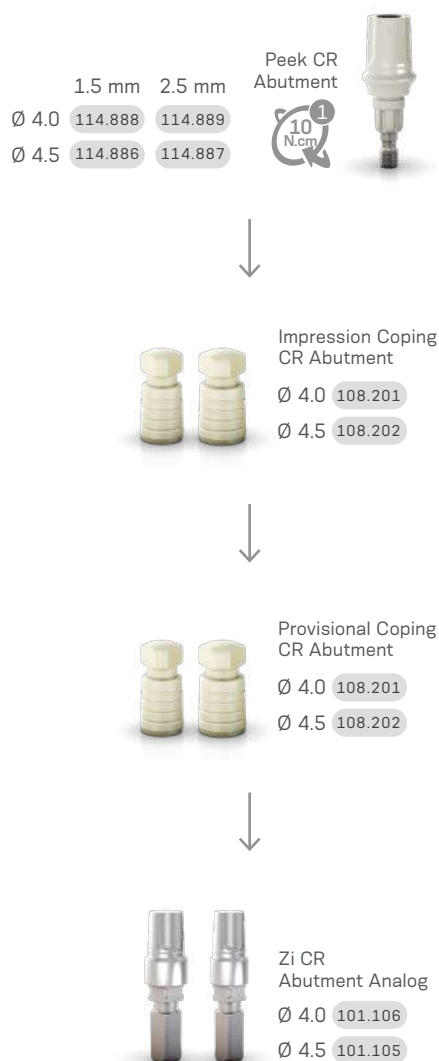 Peek CR
Abutment
1
10
N.cm
1.5 mm 2.5 mm
Ø 4.0 114.888 114.889
Ø 4.5 114.886 114.887
Impression Coping
CR Abutment
Ø 4.0 108.201
Ø 4.5 108.202
Provisional Coping
CR Abutment
Ø 4.0 108.201
Ø 4.5 108.202
Zi CR
Abutment Analog
Ø 4.0 101.106
Ø 4.5 101.105